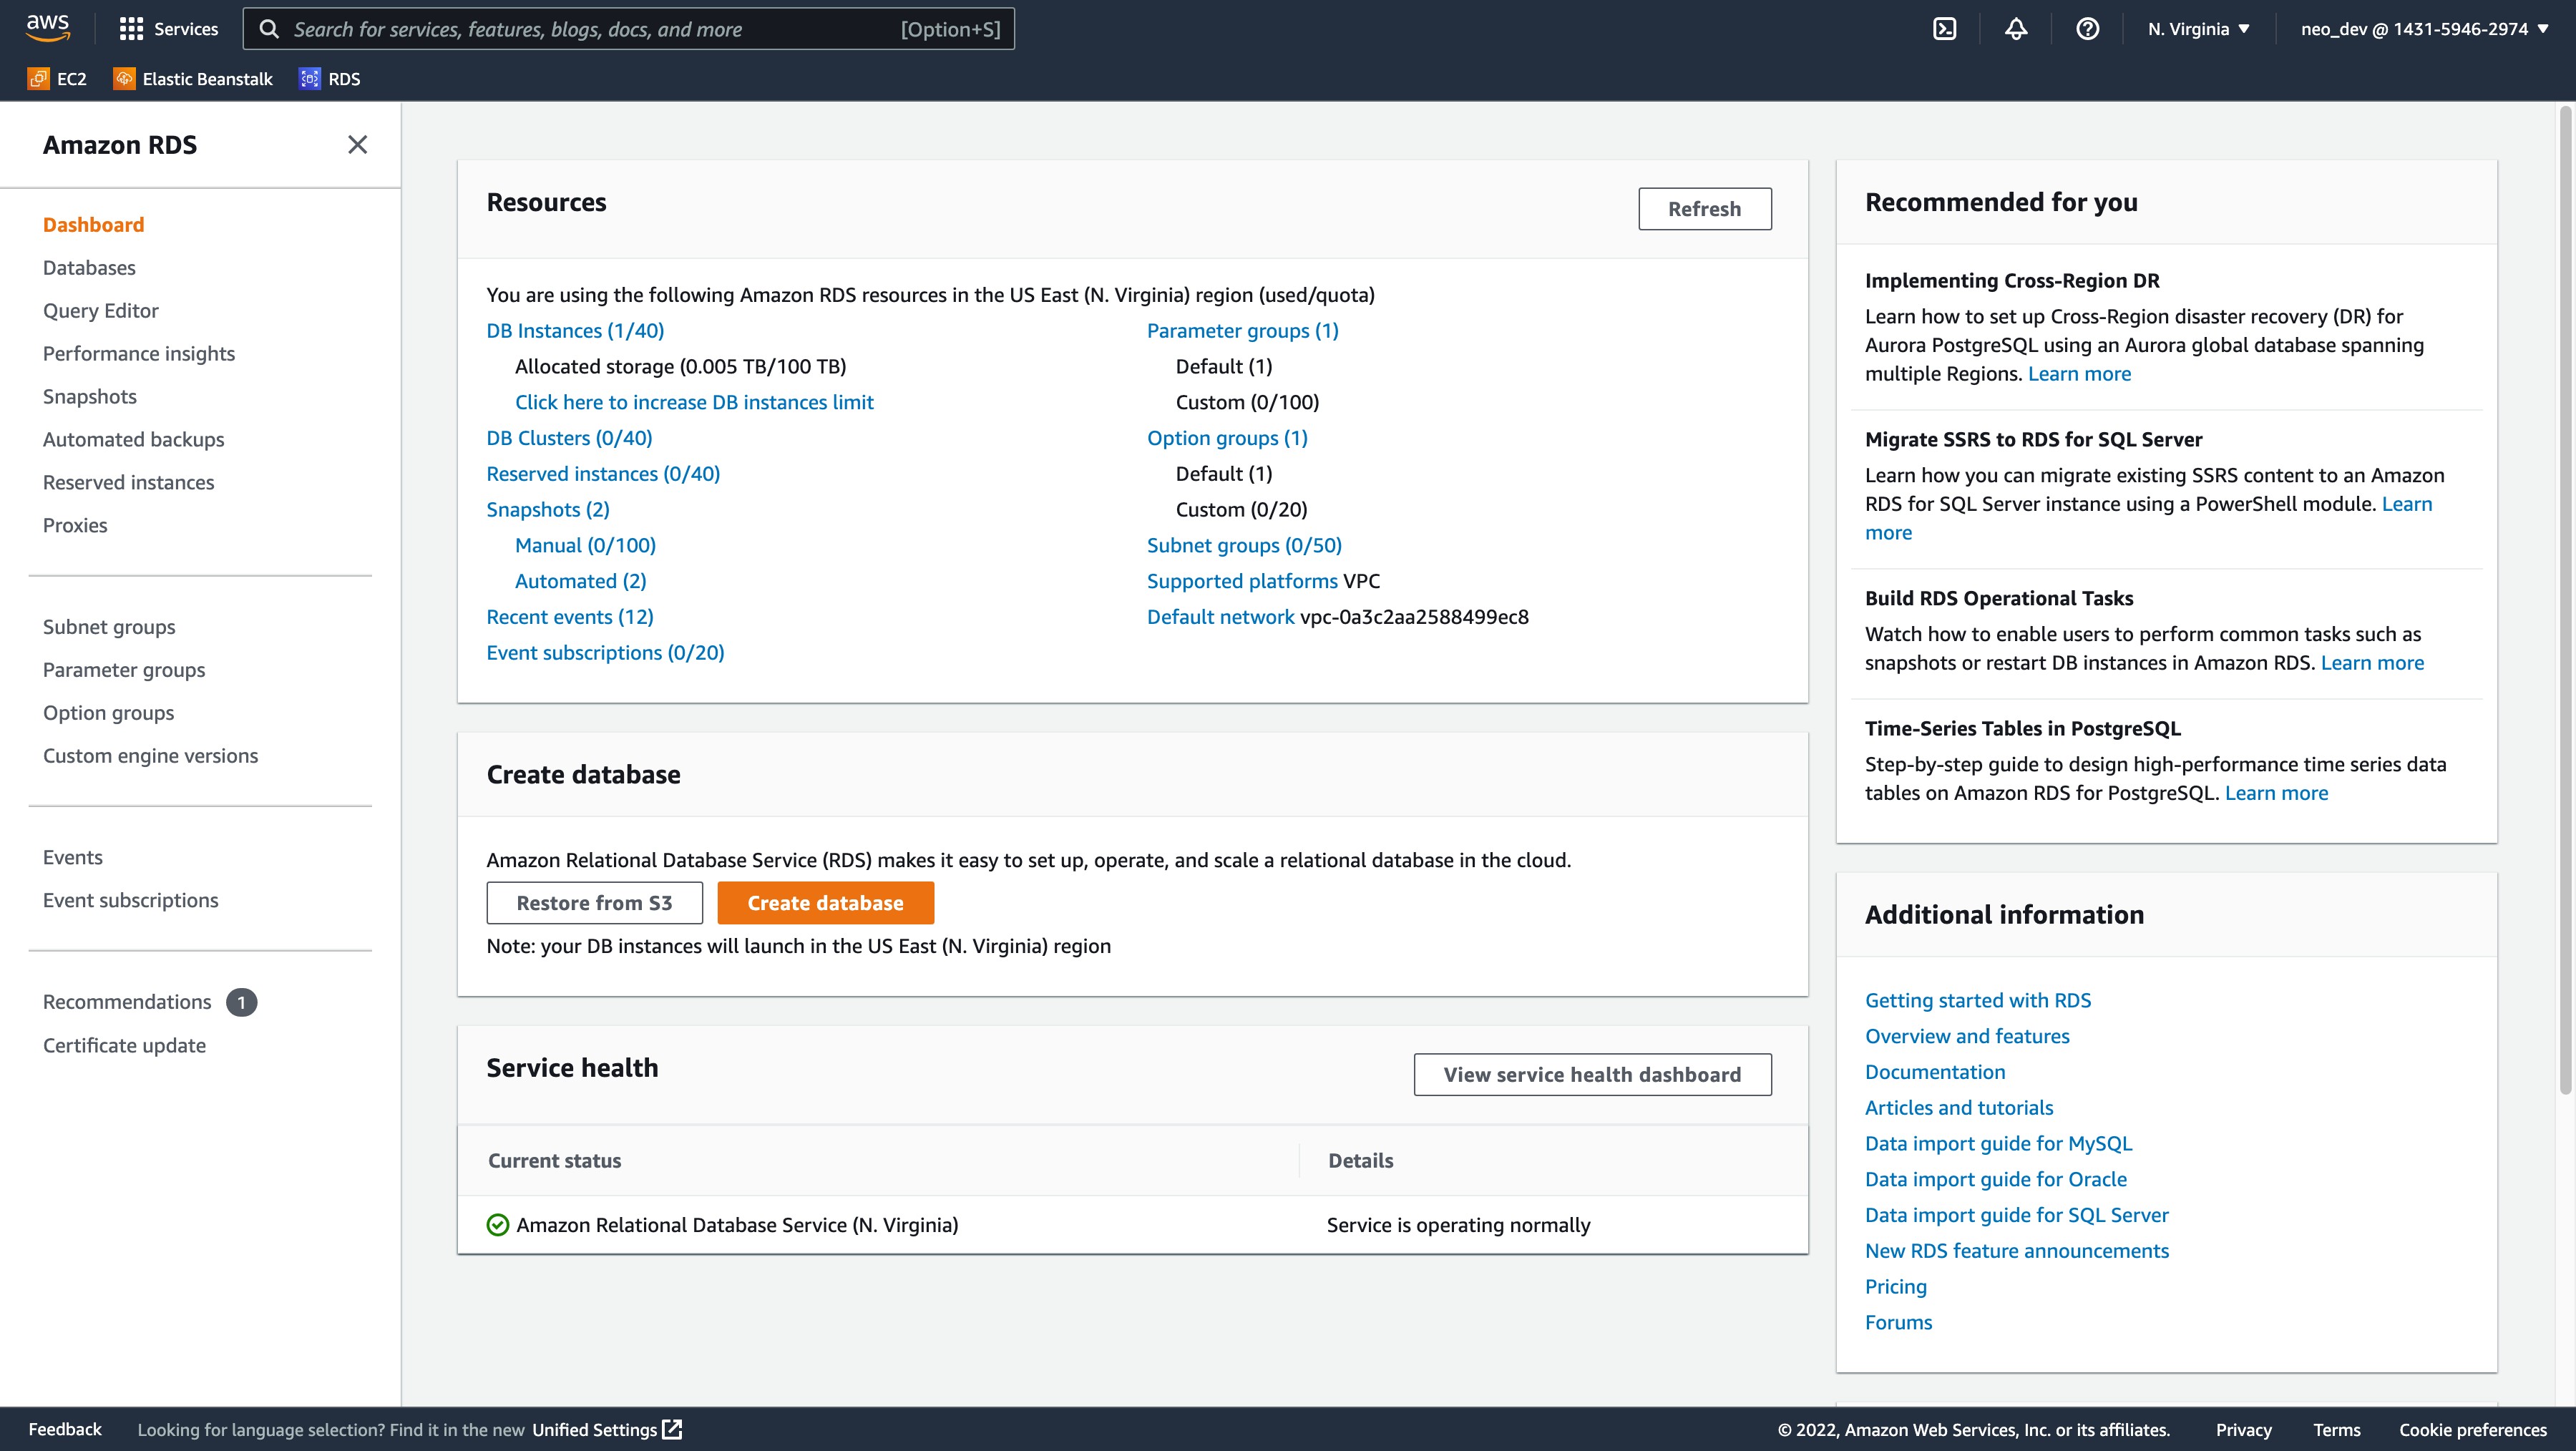 aws
Services
Search for services, features, blogs, docs, and more
[Option+S]
N. Virginia
neo_dev @ 1431-5946-2974
EC2
Elastic Beanstalk
RDS
Amazon RDS
Dashboard
Databases
Query Editor
Performance insights
Snapshots
Automated backups
Reserved instances
Proxies
Subnet groups
Parameter groups
Option groups
Custom engine versions
Events
Event subscriptions
Recommendations 1
Certificate update
Resources
Refresh
You are using the following Amazon RDS resources in the US East (N. Virginia) region (used/quota)
DB Instances (1/40)
Allocated storage (0.005 TB/100 TB)
Click here to increase DB instances limit
DB Clusters (0/40)
Reserved instances (0/40)
Snapshots (2)
Manual (0/100)
Automated (2)
Recent events (12)
Event subscriptions (0/20)
Parameter groups (1)
Default (1)
Custom (0/100)
Option groups (1)
Default (1)
Custom (0/20)
Subnet groups (0/50)
Supported platforms VPC
Default network vpc-0a3c2aa2588499ec8
Create database
Amazon Relational Database Service (RDS) makes it easy to set up, operate, and scale a relational database in the cloud.
Restore from S3
Create database
Note: your DB instances will launch in the US East (N. Virginia) region
Service health
View service health dashboard
Current status
Details
Amazon Relational Database Service (N. Virginia)
Service is operating normally
Recommended for you
Implementing Cross-Region DR
Learn how to set up Cross-Region disaster recovery (DR) for
Aurora PostgreSQL using an Aurora global database spanning
multiple Regions. Learn more
Migrate SSRS to RDS for SQL Server
Learn how you can migrate existing SSRS content to an Amazon
RDS for SQL Server instance using a PowerShell module. Learn
more
Build RDS Operational Tasks
Watch how to enable users to perform common tasks such as
snapshots or restart DB instances in Amazon RDS. Learn more
Time-Series Tables in PostgreSQL
Step-by-step guide to design high-performance time series data
tables on Amazon RDS for PostgreSQL. Learn more
Additional information
Getting started with RDS
Overview and features
Documentation
Articles and tutorials
Data import guide for MySQL
Data import guide for Oracle
Data import guide for SQL Server
New RDS feature announcements
Pricing
Forums
Feedback
Looking for language selection? Find it in the new Unified Settings
© 2022, Amazon Web Services, Inc. or its affiliates.
Privacy
Terms
Cookie preferences